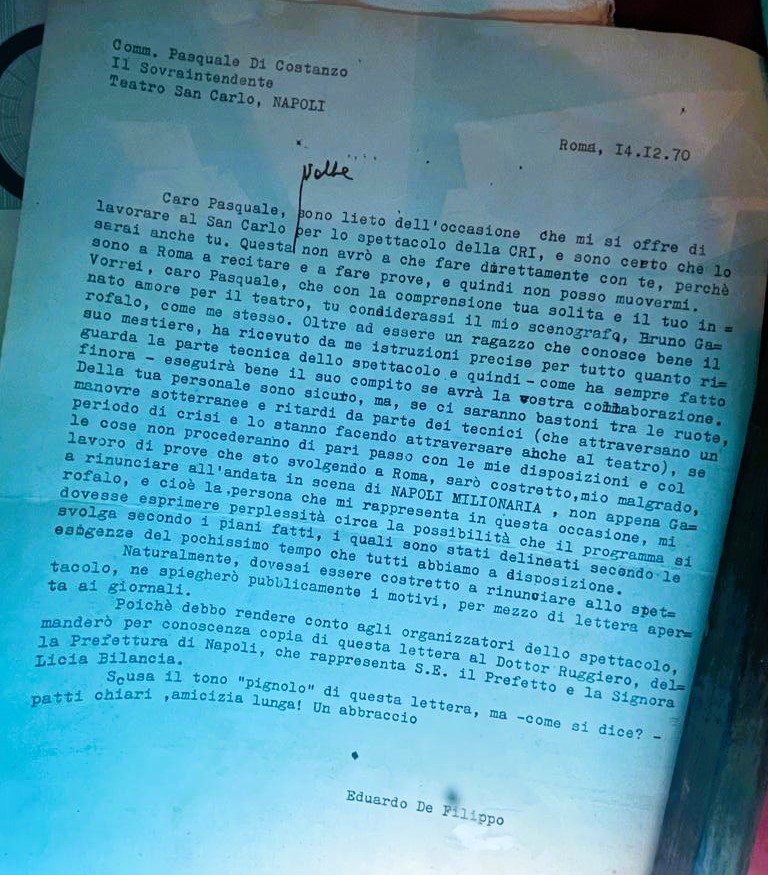 Comm. Pasquale Di Costanzo
Il Sovraintendente
Teatro San Carlo, NAPOLI
Roma, I4.I2.70
volte
Caro Pasquale, sono lieto dell'occasione che mi si offre di
lavorare al San Carlo per lo spettacolo della CRI, e sono certo che lo
sarai anche tu. Questa non avrò a che fare direttamente con te, perchè
sono a Roma a recitare e a fare prove, e quindi non posso muovermi.
Vorrei, caro Pasquale, che con la comprensione tua solita e il tuo in=
nato amore per il teatro, tu condiderassi il mio scenografo, Bruno Ga=
rofalo, come me stesso. Oltre ad essere un ragazzo che conosce bene il
suo mestiere, ha ricevuto da me istruzioni precise per tutto quanto ri=
guarda la parte tecnica dello spettacolo e quindi - come ha sempre fatto
finora - eseguirà bene il suo compito se avrà la vostra collaborazione.
Della tua personale sono sicuro, ma, se ci saranno bastoni tra le ruote,
manovre sotterranee e ritardi da parte dei tecnici (che attraversano un
periodo di crisi e lo stanno facendo attraversare anche al teatro), se
le cose non procederanno di pari passo con le mie disposizioni e col
lavoro di prove che sto svolgendo a Roma, sarò costretto,mio malgrado,
a rinunciare all'andata in scena di NAPOLI MILIONARIA , non appena Ga=
rofalo, e cioè la,persona che mi rappresenta in questa occasione, mi
dovesse esprimere perplessità circa la possibilità che il programma si
svolga secondo i piani fatti, i quali sono stati delineati secondo le
esigenze del pochissimo tempo che tutti abbiamo a disposizione.
Naturalmente, dovessi essere costretto a rinunciare allo spet=
tacolo, ne spiegherò pubblicamente i motivi, per mezzo di lettera aper=
ta ai giornali.
Poichè debbo rendere conto agli organizzatori dello spettacolo,
manderò per conoscenza copia di questa lettera al Dottor Ruggiero, del=
la Prefettura di Napoli, che rappresenta S.E. il Prefetto e la Signora
Licia Bilancia.
Scusa il tono "pignolo" di questa lettera, ma -come si dice? -
patti chiari ,amicizia lunga! Un abbraccio
Eduardo De Filippo